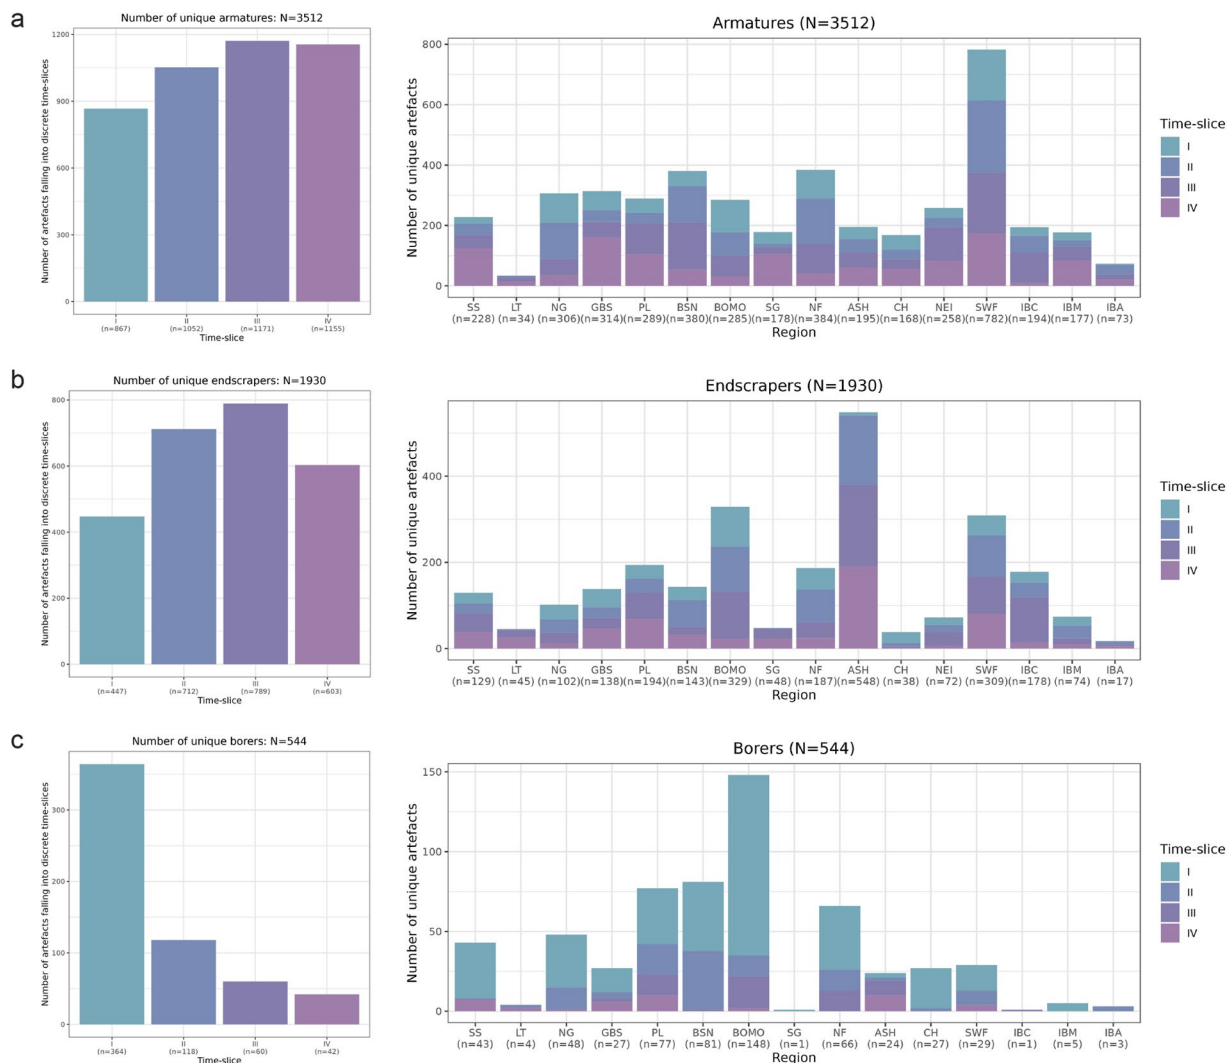 a
Number of unique armatures: N=3512
Number of artefacts falling into discrete time-slices
1200
900
600
300
0
I II III IV
(n=867) (n=1052) (n=1171) (n=1155)
Time-slice
Armatures (N=3512)
Number of unique artefacts
800
600
400
200
0
SS LT NG GBS PL BSN BOMO SG NF ASH CH NEI SWF IBC IBM IBA
(n=228) (n=34) (n=306)(n=314)(n=289)(n=380)(n=285)(n=178)(n=384)(n=195)(n=168)(n=258)(n=782)(n=194)(n=177) (n=73)
Region
Time-slice
I
II
III
IV
b
Number of unique endscrapers: N=1930
Number of artefacts falling into discrete time-slices
800
600
400
200
0
I II III IV
(n=447) (n=712) (n=789) (n=603)
Time-slice
Endscrapers (N=1930)
Number of unique artefacts
400
200
0
SS LT NG GBS PL BSN BOMO SG NF ASH CH NEI SWF IBC IBM IBA
(n=129) (n=45) (n=102)(n=138)(n=194)(n=143)(n=329) (n=48) (n=187)(n=548) (n=38) (n=72) (n=309)(n=178) (n=74) (n=17)
Region
Time-slice
I
II
III
IV
c
Number of unique borers: N=544
Number of artefacts falling into discrete time-slices
300
200
100
0
I II III IV
(n=364) (n=118) (n=60) (n=42)
Time-slice
Borers (N=544)
Number of unique artefacts
150
100
50
0
SS LT NG GBS PL BSN BOMO SG NF ASH CH SWF IBC IBM IBA
(n=43) (n=4) (n=48) (n=27) (n=77) (n=81) (n=148) (n=1) (n=66) (n=24) (n=27) (n=29) (n=1) (n=5) (n=3)
Region
Time-slice
I
II
III
IV